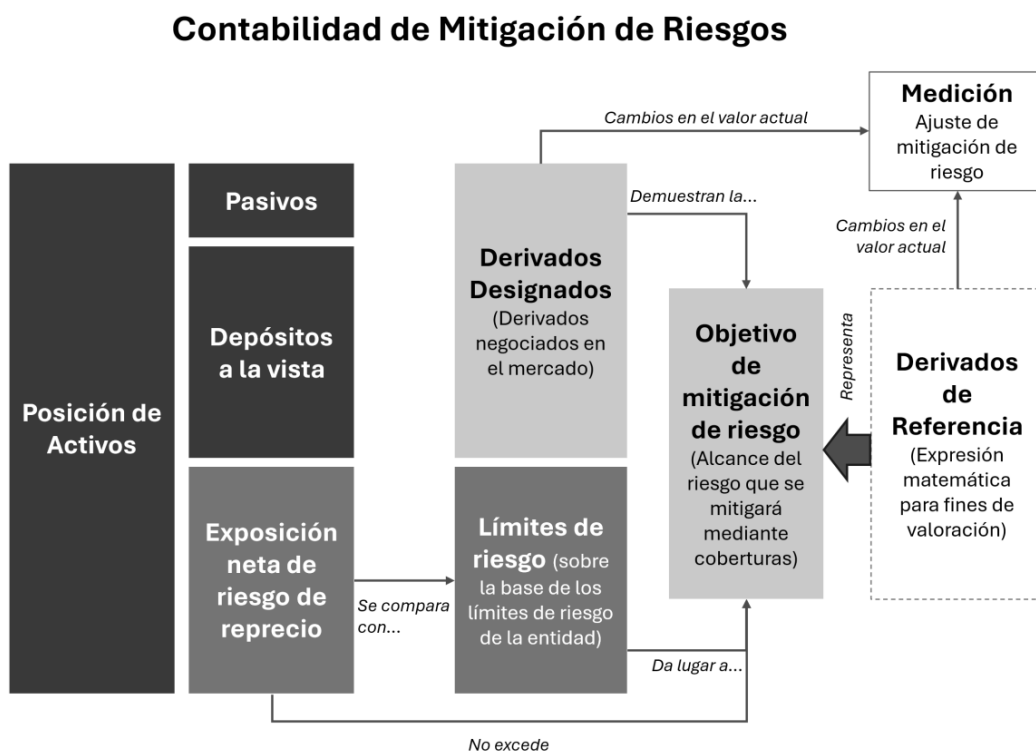 Contabilidad de Mitigación de Riesgos
Posición de
Activos
Pasivos
Depósitos
a la vista
Exposición
neta de
riesgo de
reprecio
Se compara
con...
Derivados
Designados
(Derivados
negociados en
el mercado)
Límites de
riesgo (sobre
la base de los
límites de riesgo
de la entidad)
Cambios en el valor actual
Demuestran la...
Da lugar a...
No excede
Objetivo
de
mitigación
de riesgo
(Alcance del
riesgo que se
mitigará
mediante
coberturas)
Medición
Ajuste de
mitigación de
riesgo
Cambios en el
valor actual
Representa
Derivados
de
Referencia
(Expresión
matemática
para fines de
valoración)